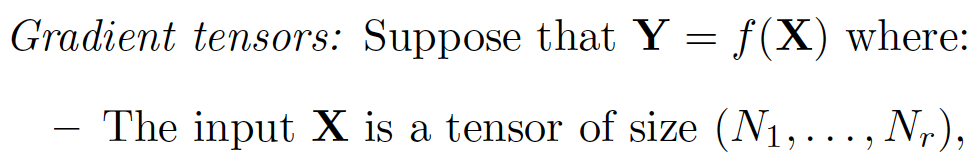 Gradient tensors: Suppose that Y = f(X) where:
– The input X is a tensor of size (N₁, . . . , Nᵣ),